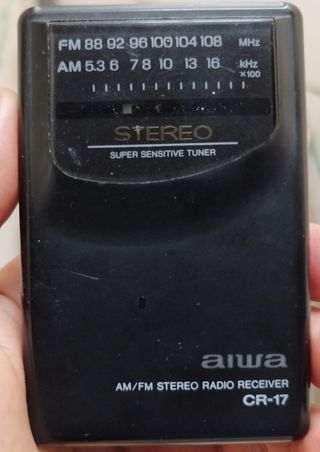 FM 88 92 96 100 104 108 MHz
AM 5.3 6 7 8 10 13 16 kHz
×100
STEREO
SUPER SENSITIVE TUNER
aiwa
AM/FM STEREO RADIO RECEIVER
CR-17